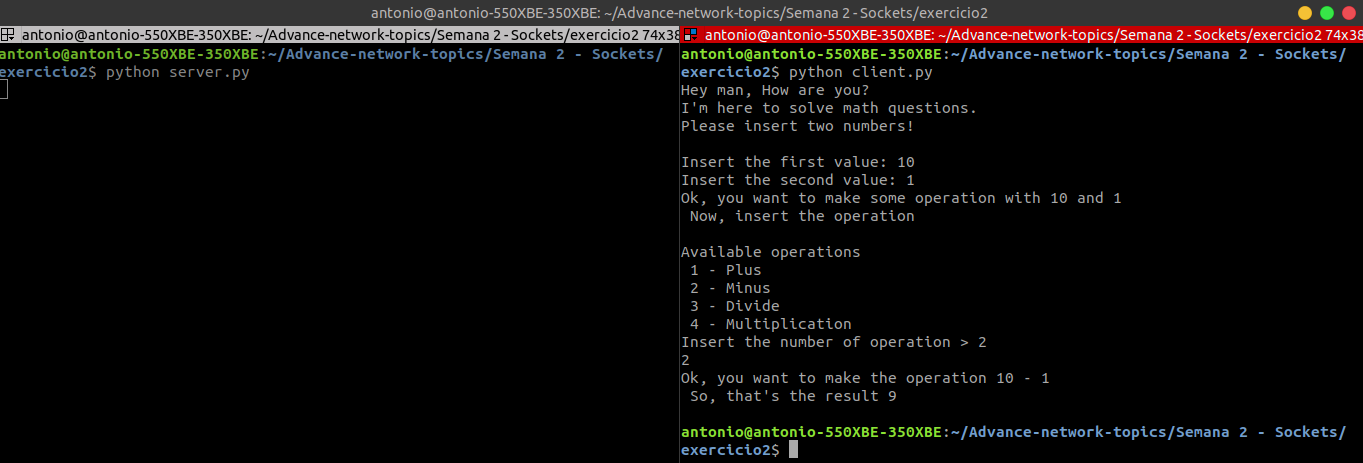 antonio@antonio-550XBE-350XBE: ~/Advance-network-topics/Semana 2 - Sockets/exercicio2
antonio@antonio-550XBE-350XBE: ~/Advance-network-topics/Semana 2 - Sockets/exercicio2 74x38
antonio@antonio-550XBE-350XBE:~/Advance-network-topics/Semana 2 - Sockets/
exercicio2$ python server.py
antonio@antonio-550XBE-350XBE: ~/Advance-network-topics/Semana 2 - Sockets/exercicio2 74x38
antonio@antonio-550XBE-350XBE:~/Advance-network-topics/Semana 2 - Sockets/
exercicio2$ python client.py
Hey man, How are you?
I'm here to solve math questions.
Please insert two numbers!
Insert the first value: 10
Insert the second value: 1
Ok, you want to make some operation with 10 and 1
Now, insert the operation
Available operations
1 - Plus
2 - Minus
3 - Divide
4 - Multiplication
Insert the number of operation > 2
2
Ok, you want to make the operation 10 - 1
So, that's the result 9
antonio@antonio-550XBE-350XBE:~/Advance-network-topics/Semana 2 - Sockets/
exercicio2$